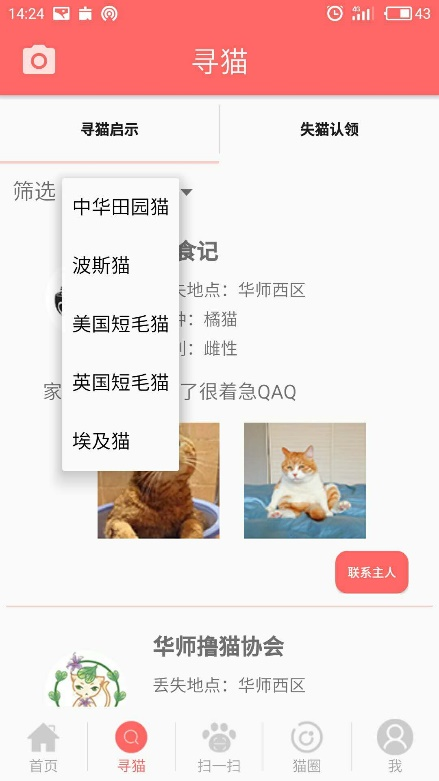 14:24
4G
43
寻猫
寻猫启示
失猫认领
筛选
中华田园猫
波斯猫
美国短毛猫
英国短毛猫
埃及猫
食记
失地点：华师西区
种：橘猫
别：雌性
家
了很着急QAQ
联系主人
华师撸猫协会
丢失地点：华师西区
首页
寻猫
扫一扫
猫圈
我